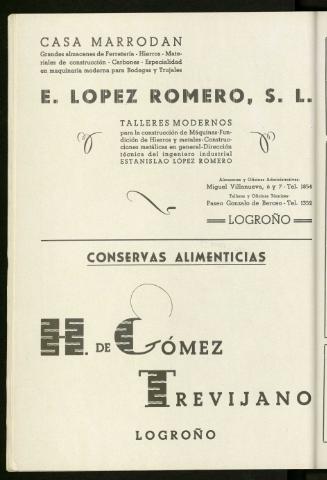 CASA MARRODAN
Grandes almacenes de Ferretería - Hierros - Mate-
riales de construcción - Carbones - Especialidad
en maquinaria moderna para Bodegas y Trujales
E. LOPEZ ROMERO, S. L.
TALLERES MODERNOS
para la construcción de Máquinas-Fun-
dición de Hierros y metales-Construc-
ciones metálicas en general-Dirección
técnica del ingeniero industrial
ESTANISLAO LÓPEZ ROMERO
Almacenes y Oficinas Administrativas:
Miguel Villanueva, 6 y 7 - Tel. 1854
Talleres y Oficinas Técnicas:
Paseo Gonzalo de Berceo - Tel. 1352
LOGROÑO
CONSERVAS ALIMENTICIAS
H. DE GÓMEZ
TREVIJANO
LOGROÑO